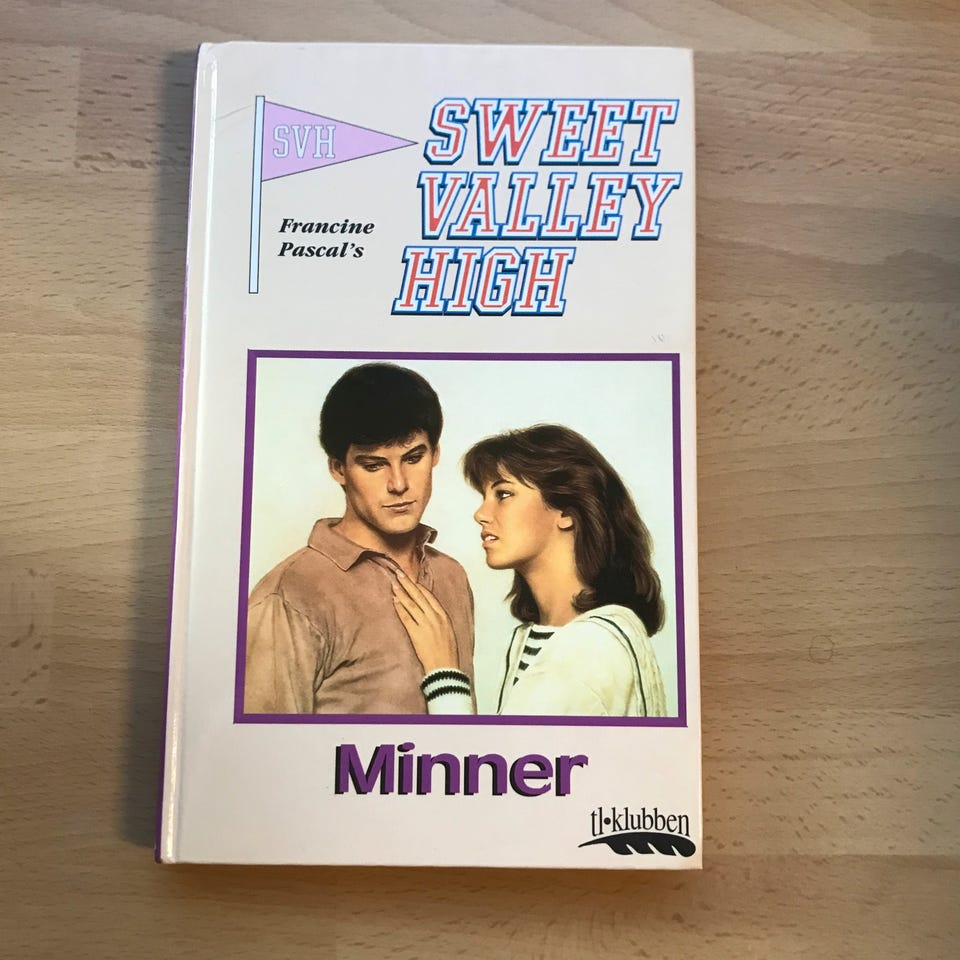 SVH
SWEET
VALLEY
HIGH
Francine
Pascal's
Minner
tl•klubben